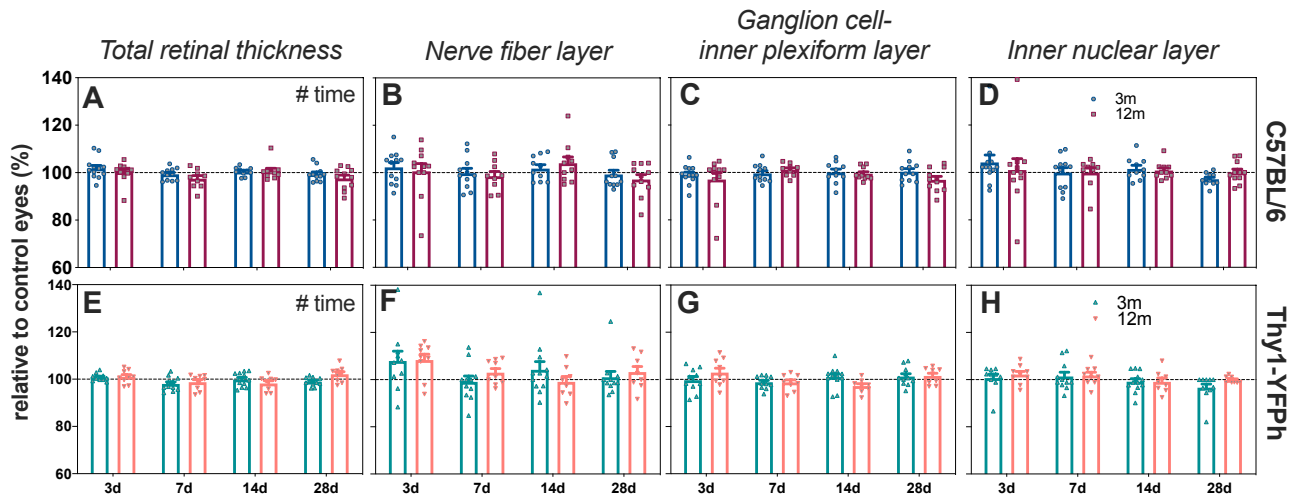 Total retinal thickness
Nerve fiber layer
Ganglion cell-
inner plexiform layer
Inner nuclear layer
relative to control eyes (%)
140
120
100
80
60
A
# time
B
C
D
3m
12m
C57BL/6
140
120
100
80
60
E
# time
F
G
H
3m
12m
Thy1-YFPh
3d
7d
14d
28d
3d
7d
14d
28d
3d
7d
14d
28d
3d
7d
14d
28d